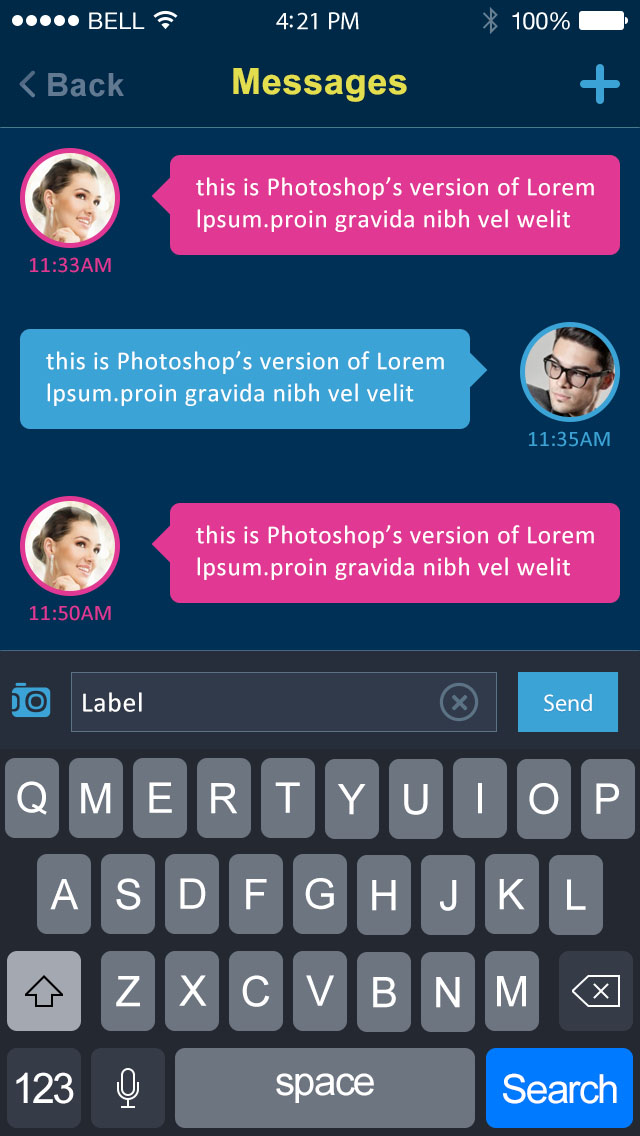 BELL 4:21 PM 100%
Back Messages
this is Photoshop's version of Lorem
lpsum.proin gravida nibh vel welit
11:33AM
this is Photoshop's version of Lorem
lpsum.proin gravida nibh vel velit
11:35AM
this is Photoshop's version of Lorem
lpsum.proin gravida nibh vel welit
11:50AM
Label Send
Q M E R T Y U I O P
A S D F G H J K L
Z X C V B N M
123 space Search